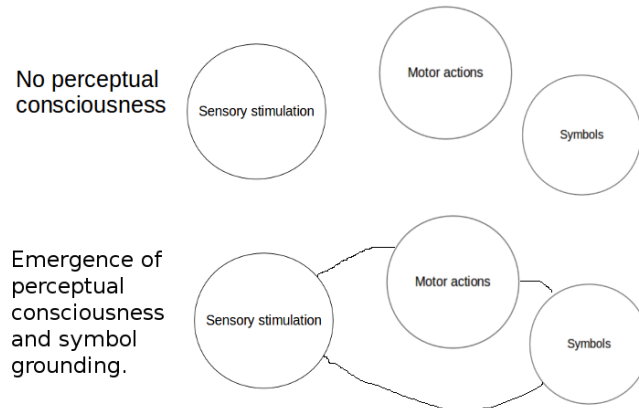 No perceptual
consciousness
Sensory stimulation
Motor actions
Symbols
Emergence of
perceptual
consciousness
and symbol
grounding.
Sensory stimulation
Motor actions
Symbols